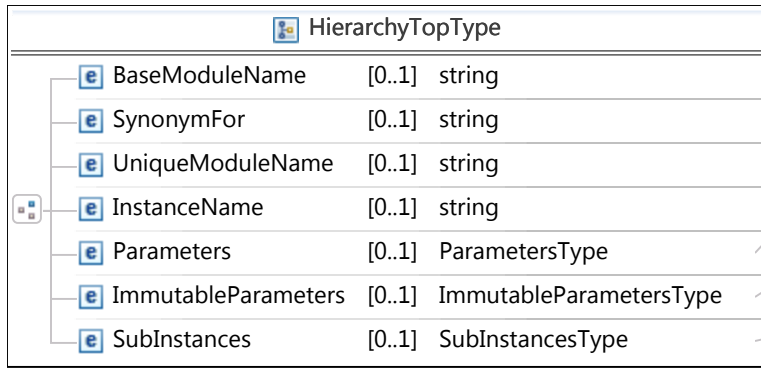 HierarchyTopType
e BaseModuleName [0..1] string
e SynonymFor [0..1] string
e UniqueModuleName [0..1] string
e InstanceName [0..1] string
e Parameters [0..1] ParametersType
e ImmutableParameters [0..1] ImmutableParametersType
e SubInstances [0..1] SubInstancesType